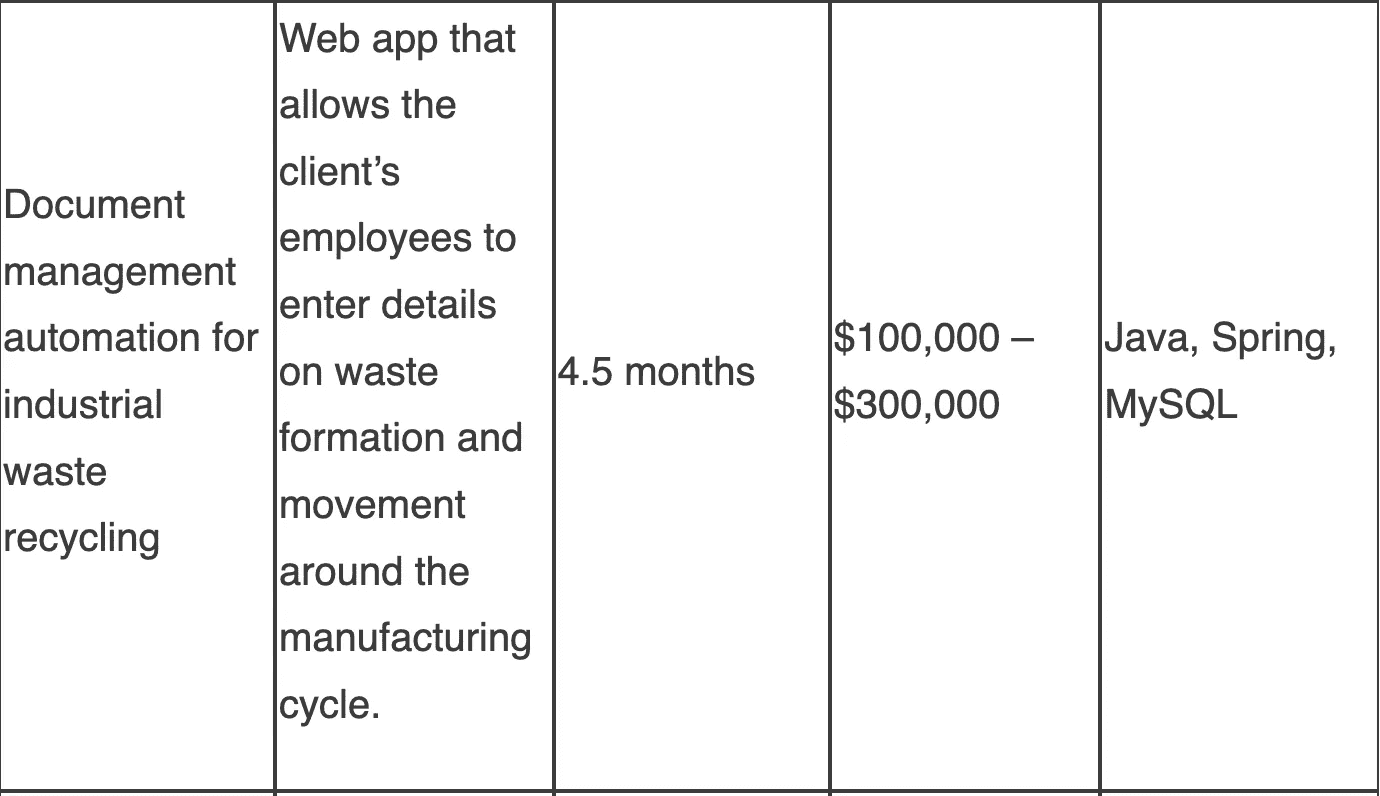 Document
management
automation for
industrial
waste
recycling
Web app that
allows the
client’s
employees to
enter details
on waste
formation and
movement
around the
manufacturing
cycle.
4.5 months
$100,000 –
$300,000
Java, Spring,
MySQL